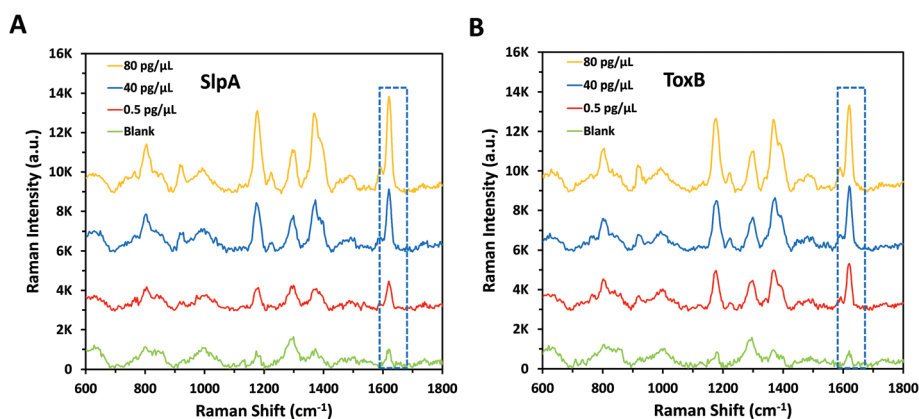 A
16K
14K
12K
10K
8K
6K
4K
2K
0
80 pg/μL
40 pg/μL
0.5 pg/μL
Blank
SlpA
Raman Intensity (a.u.)
600 800 1000 1200 1400 1600 1800
Raman Shift (cm⁻¹)
B
16K
14K
12K
10K
8K
6K
4K
2K
0
80 pg/μL
40 pg/μL
0.5 pg/μL
Blank
ToxB
Raman Intensity (a.u.)
600 800 1000 1200 1400 1600 1800
Raman Shift (cm⁻¹)